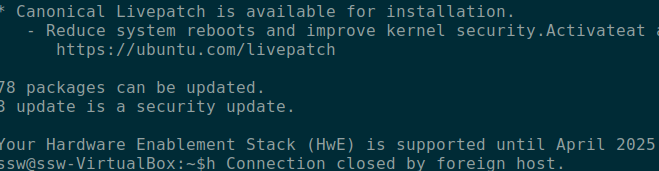 * Canonical Livepatch is available for installation.
- Reduce system reboots and improve kernel security.Activateat
https://ubuntu.com/livepatch
78 packages can be updated.
3 update is a security update.
Your Hardware Enablement Stack (HwE) is supported until April 2025
ssw@ssw-VirtualBox:~$h Connection closed by foreign host.